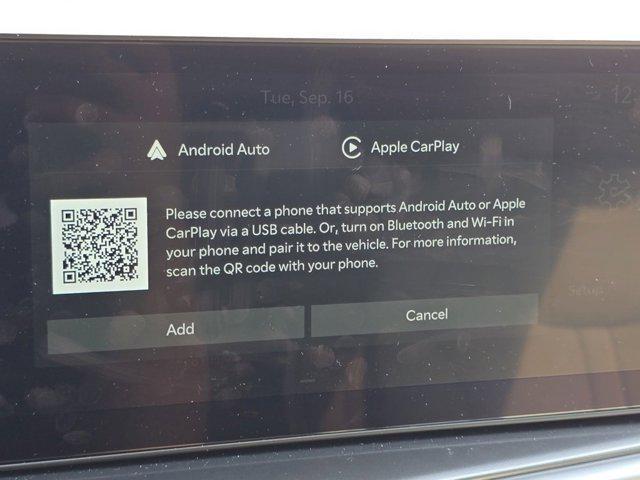 Tue, Sep. 16
Android Auto
Apple CarPlay
Please connect a phone that supports Android Auto or Apple
CarPlay via a USB cable. Or, turn on Bluetooth and Wi-Fi in
your phone and pair it to the vehicle. For more information,
scan the QR code with your phone.
Setup
Add
Cancel